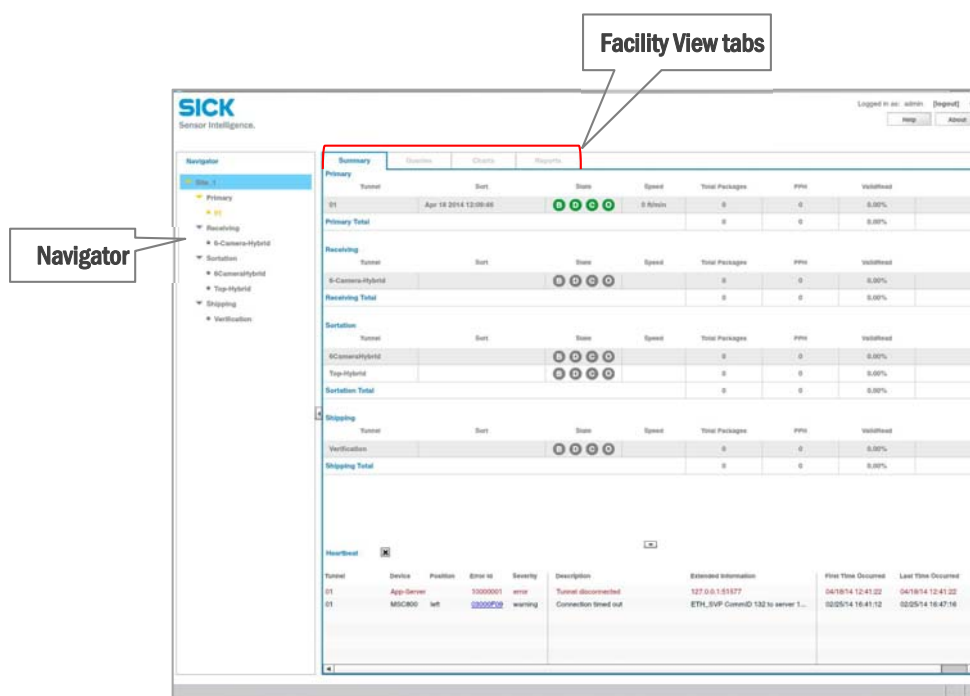 Facility View tabs
SICK
Sensor Intelligence.
Logged in as: admin [logout]
Help About
Navigator
Summary Queries Charts Reports
Site_1
Primary
01
Receiving
6-Camera-Hybrid
Sortation
6CameraHybrid
Top-Hybrid
Shipping
Verification
Navigator
Primary
Tunnel Sort State Speed Total Packages PPH ValidRead
01 Apr 18 2014 12:09:46 B D C O 0 ft/min 0 0 0.00%
Primary Total 0 0 0.00%
Receiving
Tunnel Sort State Speed Total Packages PPH ValidRead
6-Camera-Hybrid B D C O 0 0 0.00%
Receiving Total 0 0 0.00%
Sortation
Tunnel Sort State Speed Total Packages PPH ValidRead
6CameraHybrid B D C O 0 0 0.00%
Top-Hybrid B D C O 0 0 0.00%
Sortation Total 0 0 0.00%
Shipping
Tunnel Sort State Speed Total Packages PPH ValidRead
Verification B D C O 0 0 0.00%
Shipping Total 0 0 0.00%
Heartbeat
Tunnel Device Position Error Id Severity Description Extended Information First Time Occurred Last Time Occurred
01 App-Server 10000001 error Tunnel disconnected 127.0.0.1:51577 04/18/14 12:41:22 04/18/14 12:41:22
01 MSC800 left 03000F09 warning Connection timed out ETH_SVP CommID 132 to server 1... 02/25/14 16:41:12 02/25/14 16:47:16